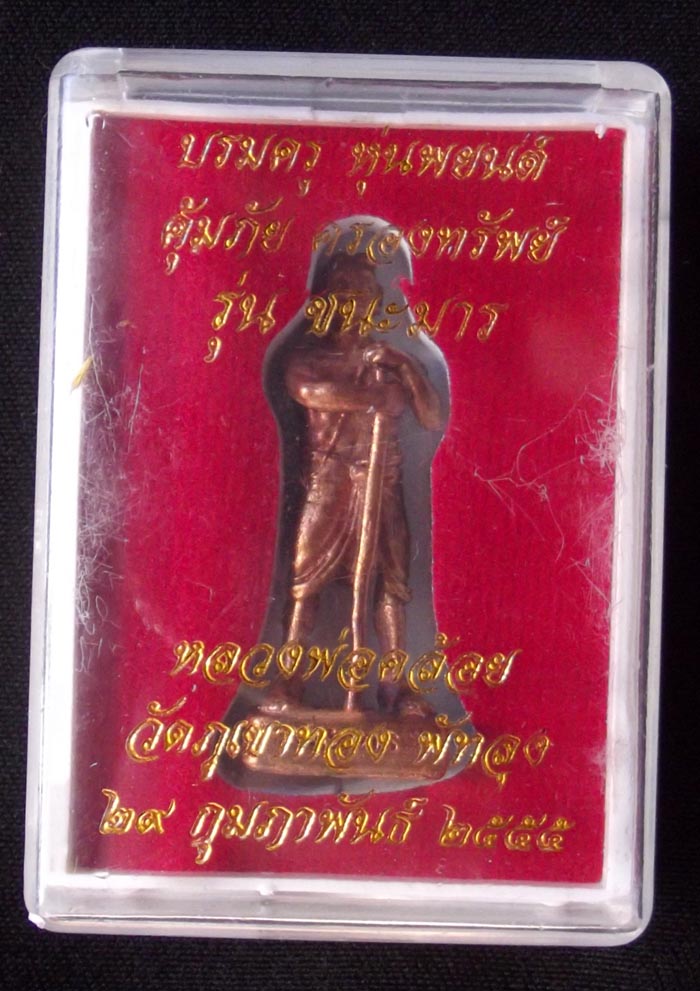 บรมครู หุ่นพยนต์
คุ้มภัย ครองทรัพย์
รุ่น ชนะมาร
หลวงพ่อคล้อย
วัดภูเขาทอง พัทลุง
๒๙ กุมภาพันธ์ ๒๕๕๕